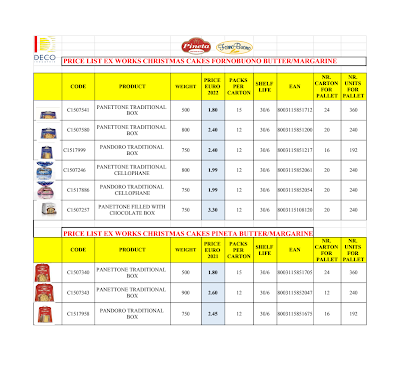 DECO
Pineta
Forno Buono
PRICE LIST EX WORKS CHRISTMAS CAKES FORNOBUONO BUTTER/MARGARINE
CODE PRODUCT WEIGHT PRICE EURO 2022 PACKS PER CARTON SHELF LIFE EAN NR. CARTON FOR PALLET NR. UNITS FOR PALLET
C1507541 PANETTONE TRADITIONAL BOX 500 1.80 15 30/6 8003115851712 24 360
C1507580 PANETTONE TRADITIONAL BOX 800 2.40 12 30/6 8003115851200 20 240
C1517999 PANDORO TRADITIONAL BOX 750 2.40 12 30/6 8003115851217 16 192
C1507246 PANETTONE TRADITIONAL CELLOPHANE 800 1.99 12 30/6 8003115852061 20 240
C1517886 PANDORO TRADITIONAL CELLOPHANE 750 1.99 12 30/6 8003115852054 20 240
C1507257 PANETTONE FILLED WITH CHOCOLATE BOX 750 3.30 12 30/6 8003115100120 20 240
PRICE LIST EX WORKS CHRISTMAS CAKES PINETA BUTTER/MARGARINE
CODE PRODUCT WEIGHT PRICE EURO 2021 PACKS PER CARTON SHELF LIFE EAN NR. CARTON FOR PALLET NR. UNITS FOR PALLET
C1507340 PANETTONE TRADITIONAL BOX 500 1.80 15 30/6 8003115851705 24 360
C1507343 PANETTONE TRADITIONAL BOX 900 2.60 12 30/6 8003115852047 12 240
C1517938 PANDORO TRADITIONAL BOX 750 2.45 12 30/6 8003115851675 16 192